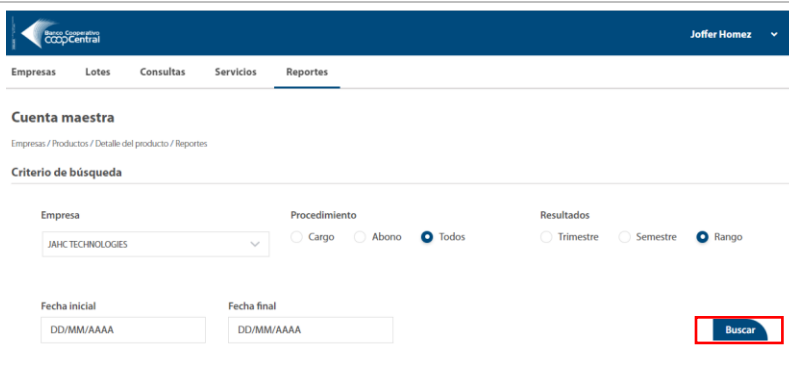 Banco Cooperativo
COOPCentral
Joffer Homez
Empresas Lotes Consultas Servicios Reportes
Cuenta maestra
Empresas / Productos / Detalle del producto / Reportes
Criterio de búsqueda
Empresa Procedimiento Resultados
JAHC TECHNOLOGIES Cargo Abono Todos Trimestre Semestre Rango
Fecha inicial Fecha final
DD/MM/AAAA DD/MM/AAAA Buscar